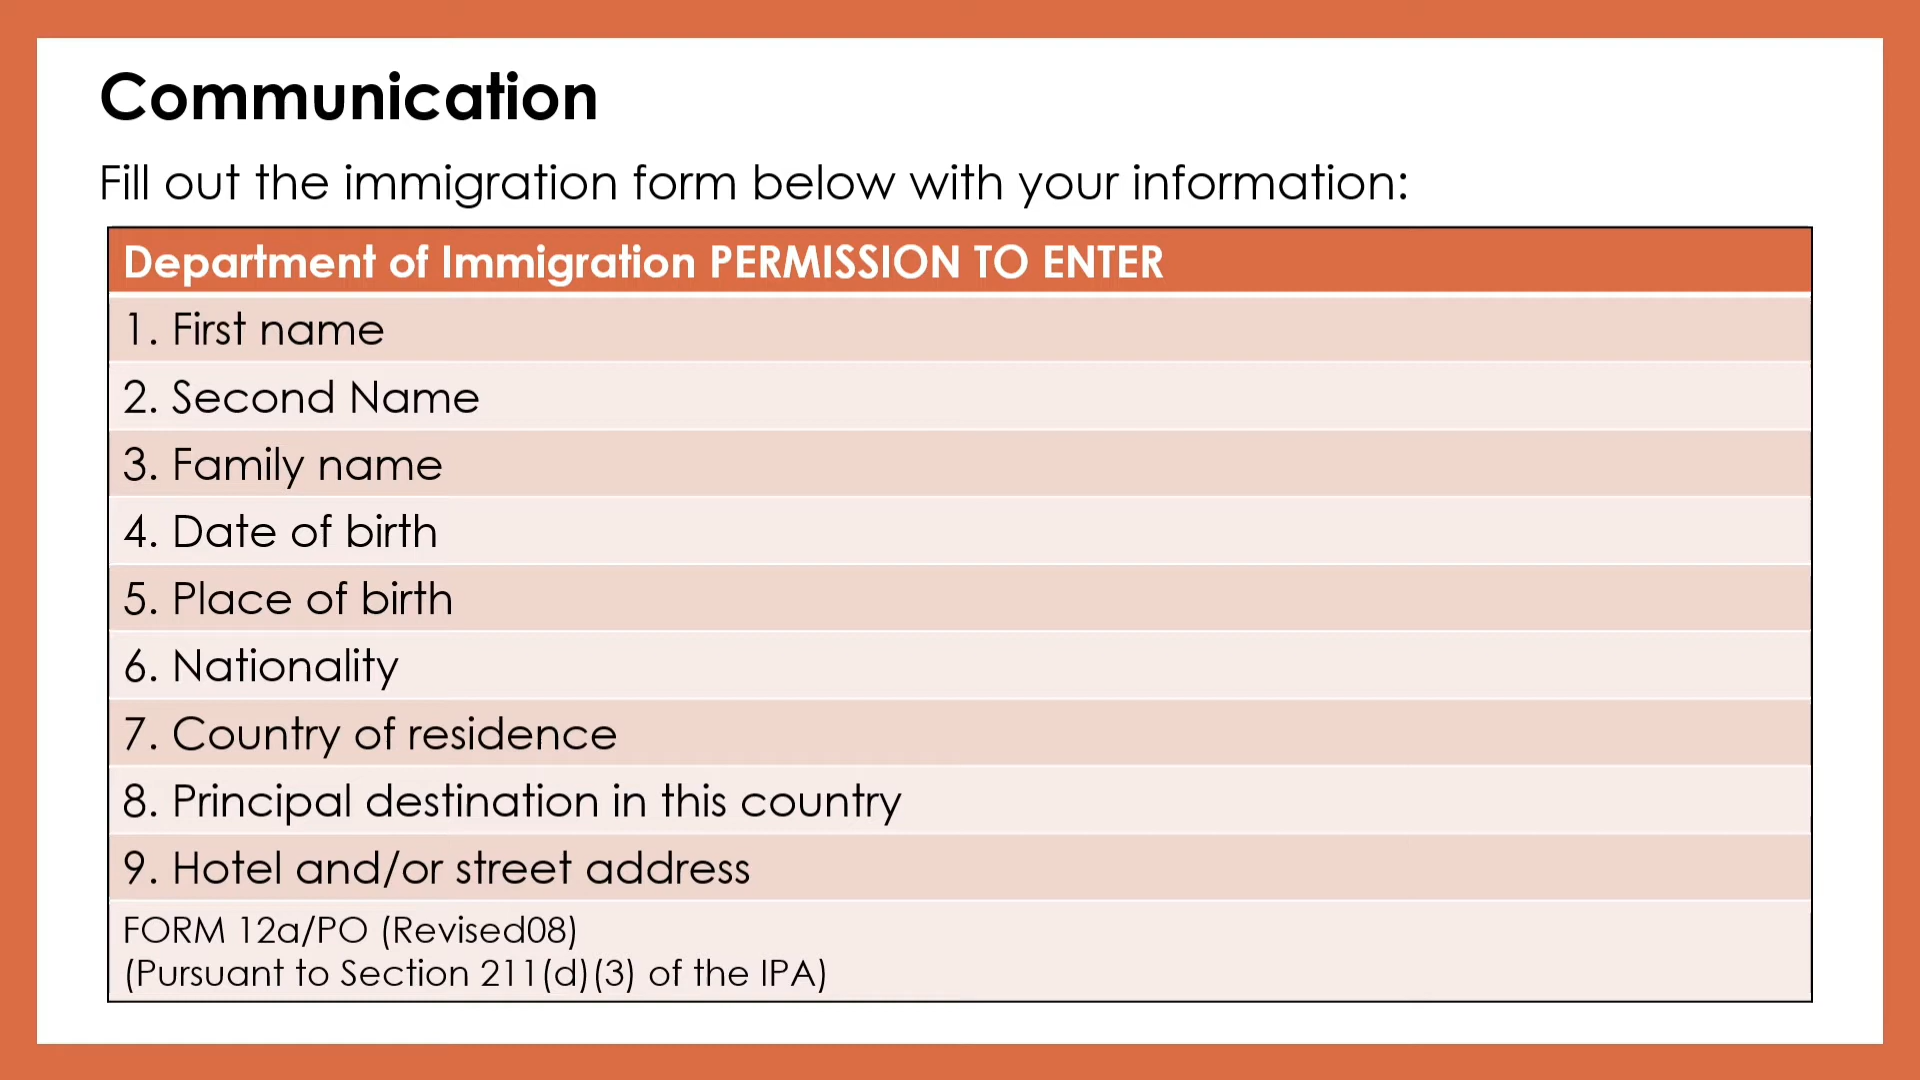 Communication
Fill out the immigration form below with your information:
Department of Immigration PERMISSION TO ENTER
1. First name
2. Second Name
3. Family name
4. Date of birth
5. Place of birth
6. Nationality
7. Country of residence
8. Principal destination in this country
9. Hotel and/or street address
FORM 12a/PO (Revised08)
(Pursuant to Section 211(d)(3) of the IPA)